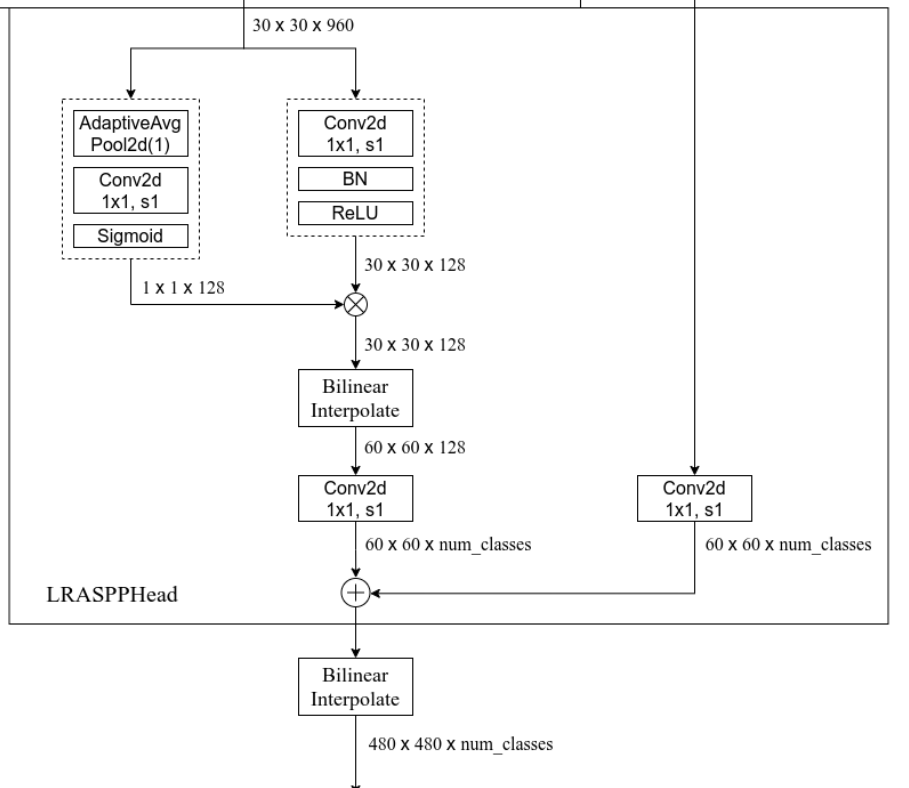 30 x 30 x 960
AdaptiveAvg
Pool2d(1)
Conv2d
1x1, s1
Sigmoid
Conv2d
1x1, s1
BN
ReLU
30 x 30 x 128
1 x 1 x 128
30 x 30 x 128
Bilinear
Interpolate
60 x 60 x 128
Conv2d
1x1, s1
Conv2d
1x1, s1
60 x 60 x num_classes
60 x 60 x num_classes
LRASPPHead
Bilinear
Interpolate
480 x 480 x num_classes